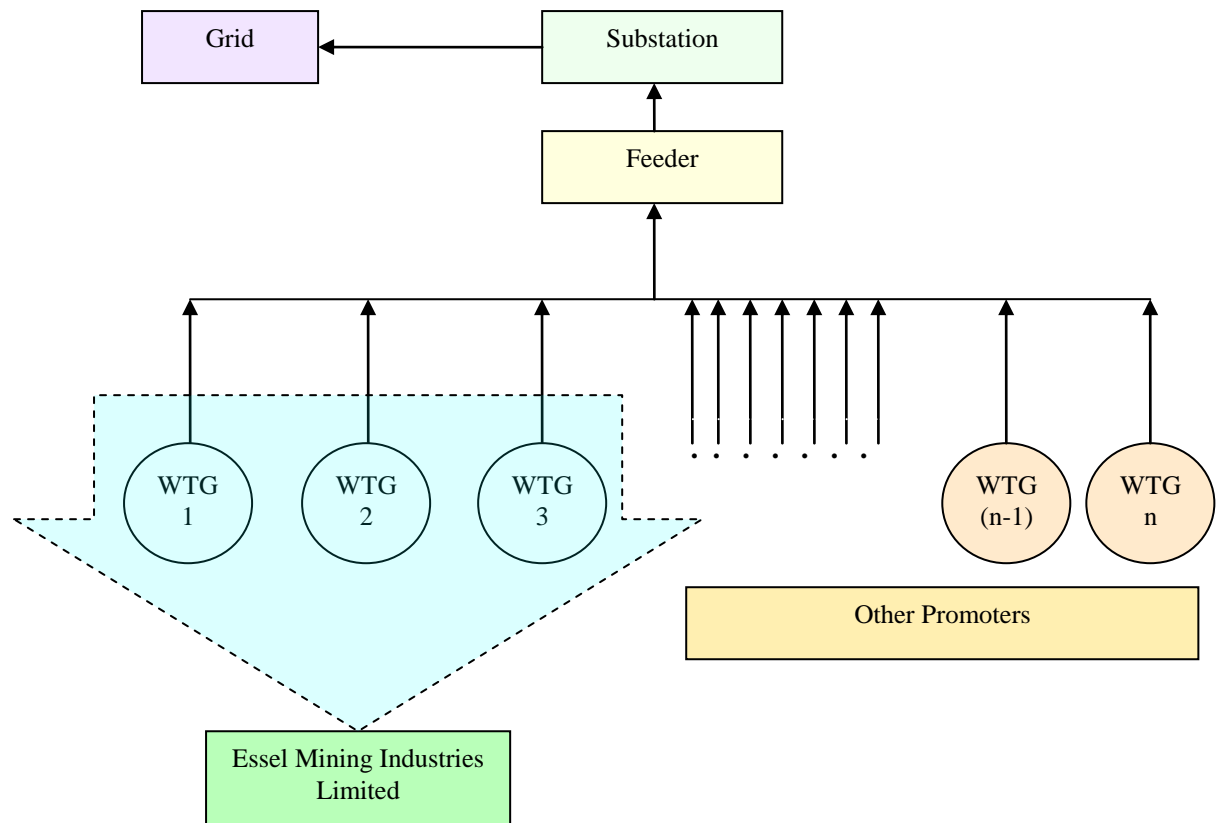 Grid
Substation
Feeder
WTG
1
WTG
2
WTG
3
. . . . . . .
WTG
(n-1)
WTG
n
Other Promoters
Essel Mining Industries
Limited